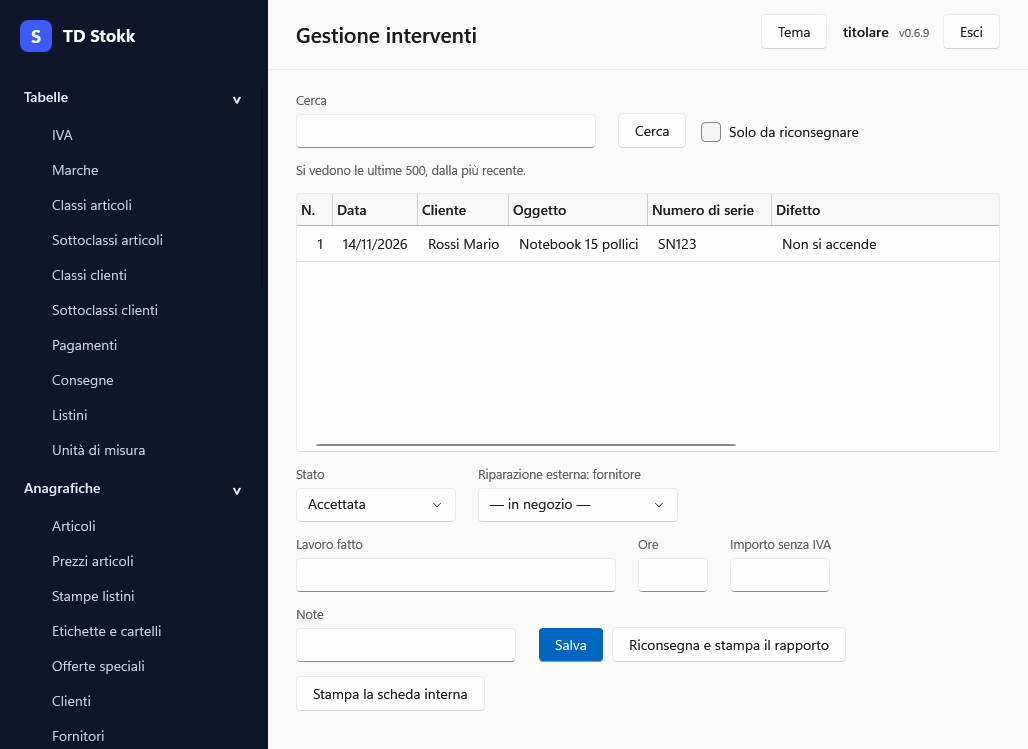 S TD Stokk
Tabelle
IVA
Marche
Classi articoli
Sottoclassi articoli
Classi clienti
Sottoclassi clienti
Pagamenti
Consegne
Listini
Unità di misura
Anagrafiche
Articoli
Prezzi articoli
Stampe listini
Etichette e cartelli
Offerte speciali
Clienti
Fornitori
Gestione interventi
Tema titolare v0.6.9 Esci
Cerca
Cerca Solo da riconsegnare
Si vedono le ultime 500, dalla più recente.
N. Data Cliente Oggetto Numero di serie Difetto
1 14/11/2026 Rossi Mario Notebook 15 pollici SN123 Non si accende
Stato Riparazione esterna: fornitore
Accettata — in negozio —
Lavoro fatto Ore Importo senza IVA
Note
Salva Riconsegna e stampa il rapporto
Stampa la scheda interna